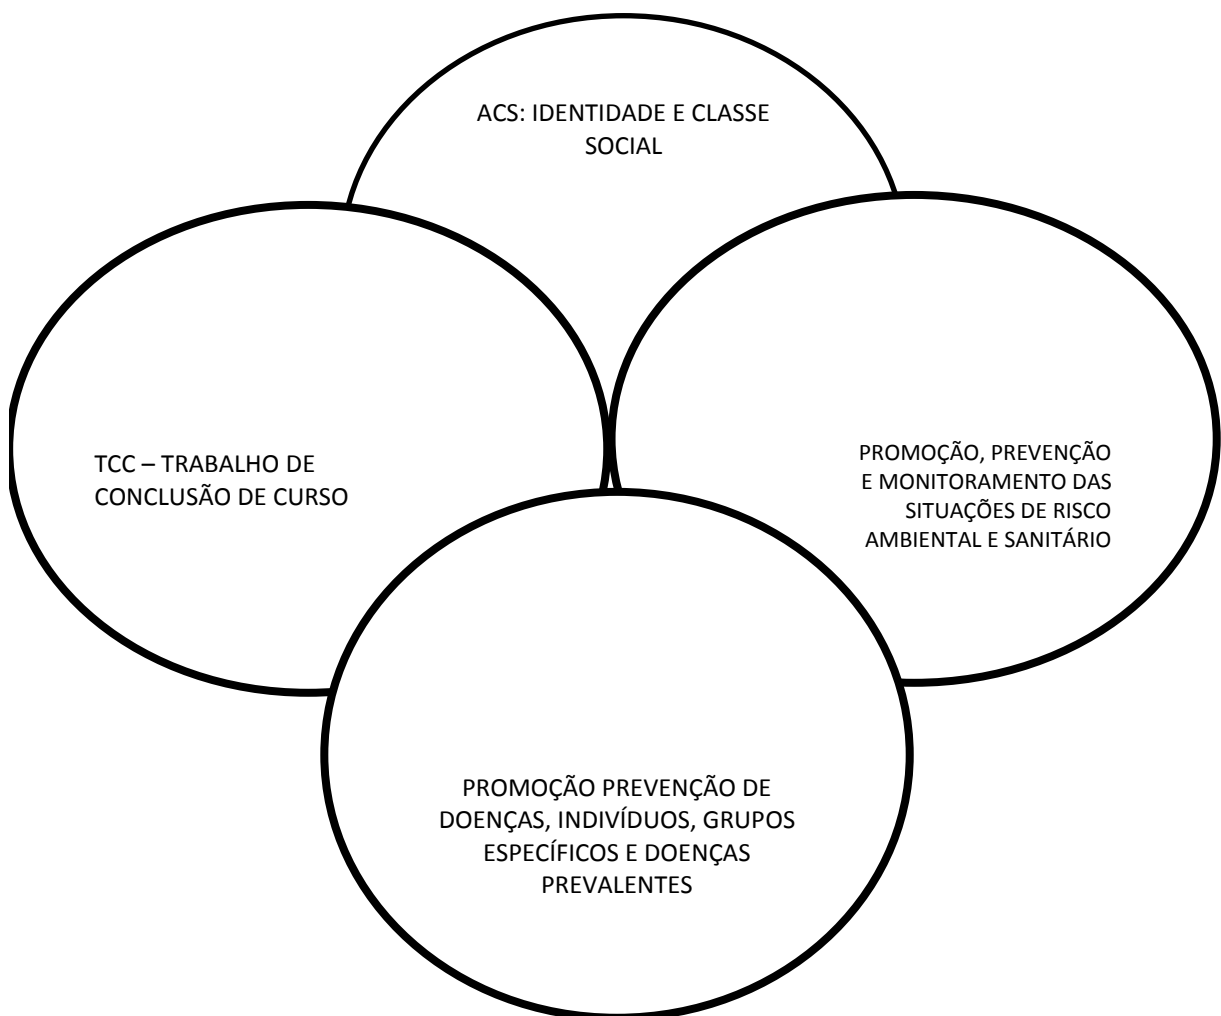 ACS: IDENTIDADE E CLASSE
SOCIAL
TCC – TRABALHO DE
CONCLUSÃO DE CURSO
PROMOÇÃO, PREVENÇÃO
E MONITORAMENTO DAS
SITUAÇÕES DE RISCO
AMBIENTAL E SANITÁRIO
PROMOÇÃO PREVENÇÃO DE
DOENÇAS, INDIVÍDUOS, GRUPOS
ESPECÍFICOS E DOENÇAS
PREVALENTES